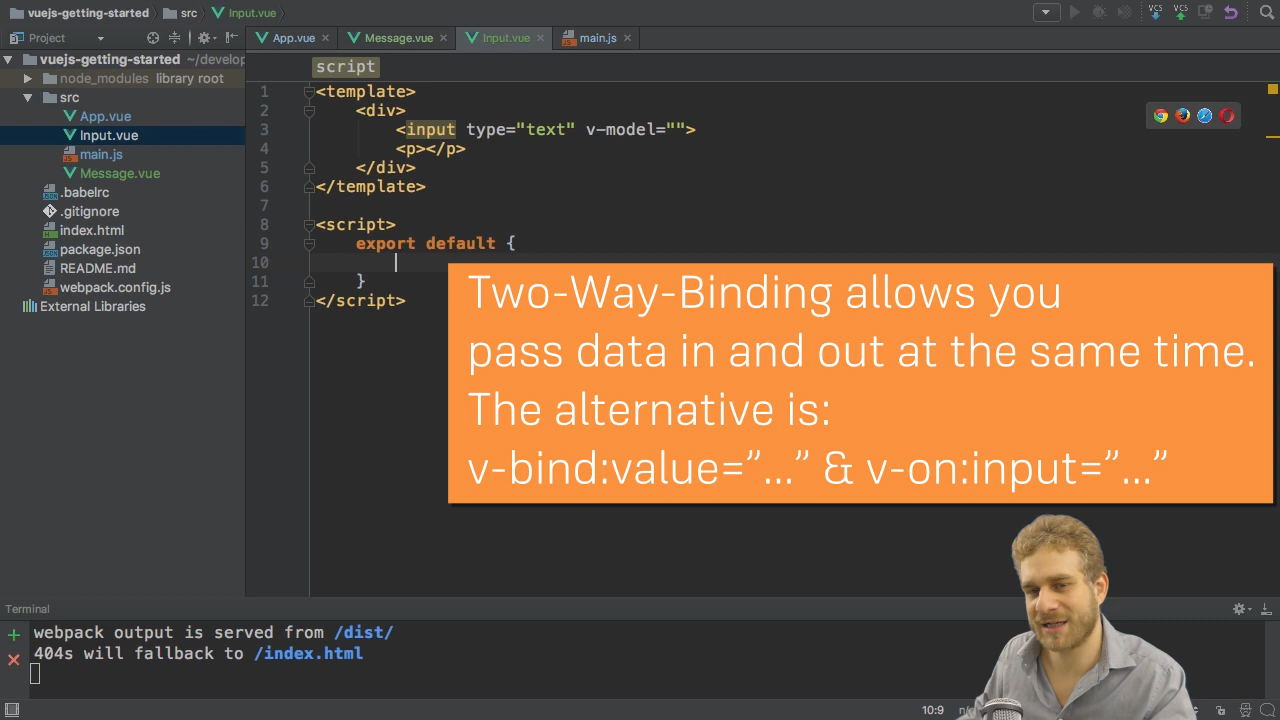 vuejs-getting-started
src
Input.vue
VCS
VCS
Project
App.vue
Message.vue
Input.vue
main.js
vuejs-getting-started ~/develop
node_modules library root
src
App.vue
Input.vue
main.js
Message.vue
.babelrc
.gitignore
index.html
package.json
README.md
webpack.config.js
External Libraries
script
1 <template>
2 <div>
3 <input type="text" v-model="">
4 <p></p>
5 </div>
6 </template>
7
8 <script>
9 export default {
10
11 }
12 </script>
Two-Way-Binding allows you
pass data in and out at the same time.
The alternative is:
v-bind:value=”...” & v-on:input=”...”
Terminal
webpack output is served from /dist/
404s will fallback to /index.html
10:9